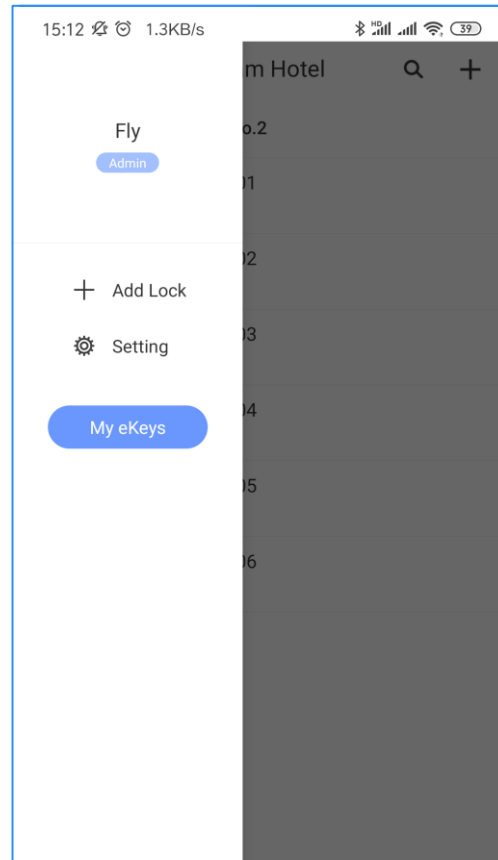 15:12 1.3KB/s HD 39
m Hotel
Fly
Admin
o.2
01
02
Add Lock
03
Setting
04
My eKeys
05
06